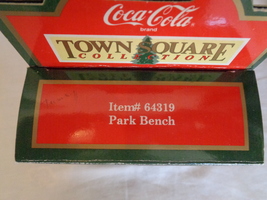 Coca-Cola
brand
TOWN SQUARE
COLLECTION
Item# 64319
Park Bench